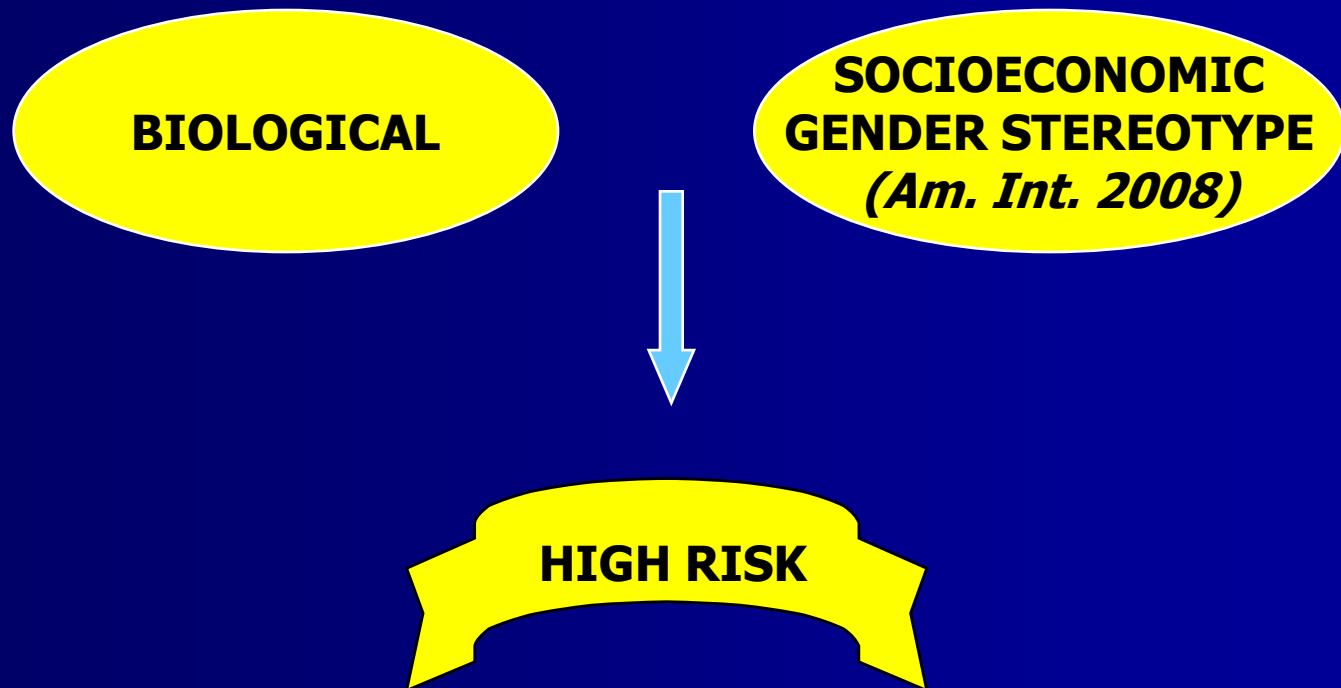 BIOLOGICAL
SOCIOECONOMIC
GENDER STEREOTYPE
(Am. Int. 2008)
HIGH RISK